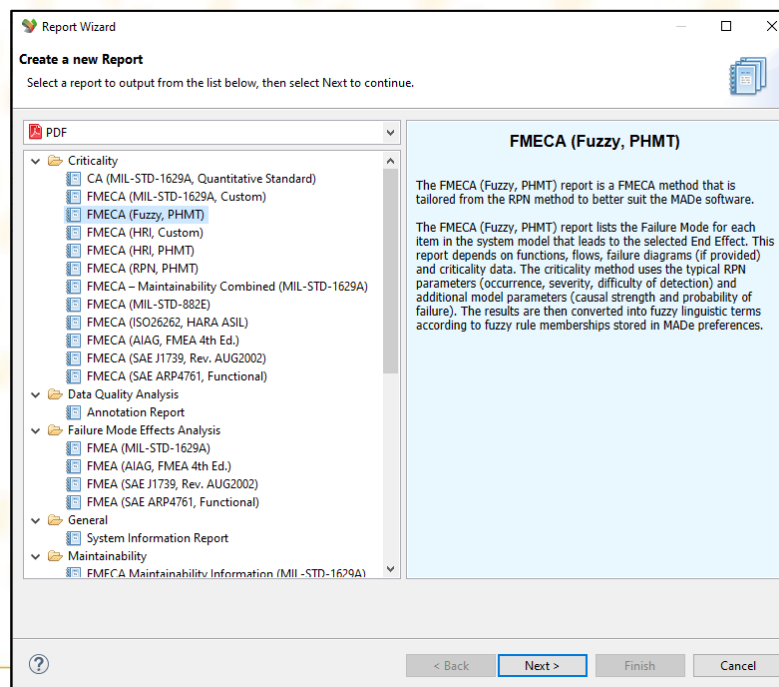 Report Wizard
Create a new Report
Select a report to output from the list below, then select Next to continue.
PDF
Criticality
CA (MIL-STD-1629A, Quantitative Standard)
FMECA (MIL-STD-1629A, Custom)
FMECA (Fuzzy, PHMT)
FMECA (HRI, Custom)
FMECA (HRI, PHMT)
FMECA (RPN, PHMT)
FMECA – Maintainability Combined (MIL-STD-1629A)
FMECA (MIL-STD-882E)
FMECA (ISO26262, HARA ASIL)
FMECA (AIAG, FMEA 4th Ed.)
FMECA (SAE J1739, Rev. AUG2002)
FMECA (SAE ARP4761, Functional)
Data Quality Analysis
Annotation Report
Failure Mode Effects Analysis
FMEA (MIL-STD-1629A)
FMEA (AIAG, FMEA 4th Ed.)
FMEA (SAE J1739, Rev. AUG2002)
FMEA (SAE ARP4761, Functional)
General
System Information Report
Maintainability
FMECA Maintainability Information (MIL-STD-1629A)
FMECA (Fuzzy, PHMT)
The FMECA (Fuzzy, PHMT) report is a FMECA method that is
tailored from the RPN method to better suit the MADe software.
The FMECA (Fuzzy, PHMT) report lists the Failure Mode for each
item in the system model that leads to the selected End Effect. This
report depends on functions, flows, failure diagrams (if provided)
and criticality data. The criticality method uses the typical RPN
parameters (occurrence, severity, difficulty of detection) and
additional model parameters (causal strength and probability of
failure). The results are then converted into fuzzy linguistic terms
according to fuzzy rule memberships stored in MADe preferences.
< Back
Next >
Finish
Cancel